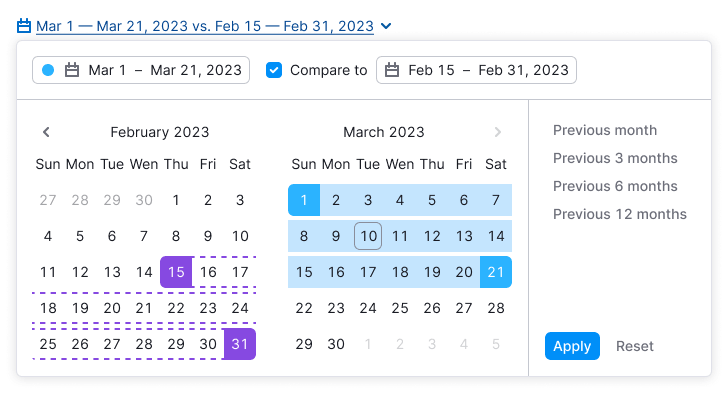 Mar 1 — Mar 21, 2023 vs. Feb 15 — Feb 31, 2023
Mar 1 – Mar 21, 2023 Compare to Feb 15 – Feb 31, 2023
February 2023
Sun Mon Tue Wen Thu Fri Sat
27 28 29 30 1 2 3
4 5 6 7 8 9 10
11 12 13 14 15 16 17
18 19 20 21 22 23 24
25 26 27 28 29 30 31
March 2023
Sun Mon Tue Wen Thu Fri Sat
1 2 3 4 5 6 7
8 9 10 11 12 13 14
15 16 17 18 19 20 21
22 23 24 25 26 27 28
29 30 1 2 3 4 5
Previous month
Previous 3 months
Previous 6 months
Previous 12 months
Apply Reset